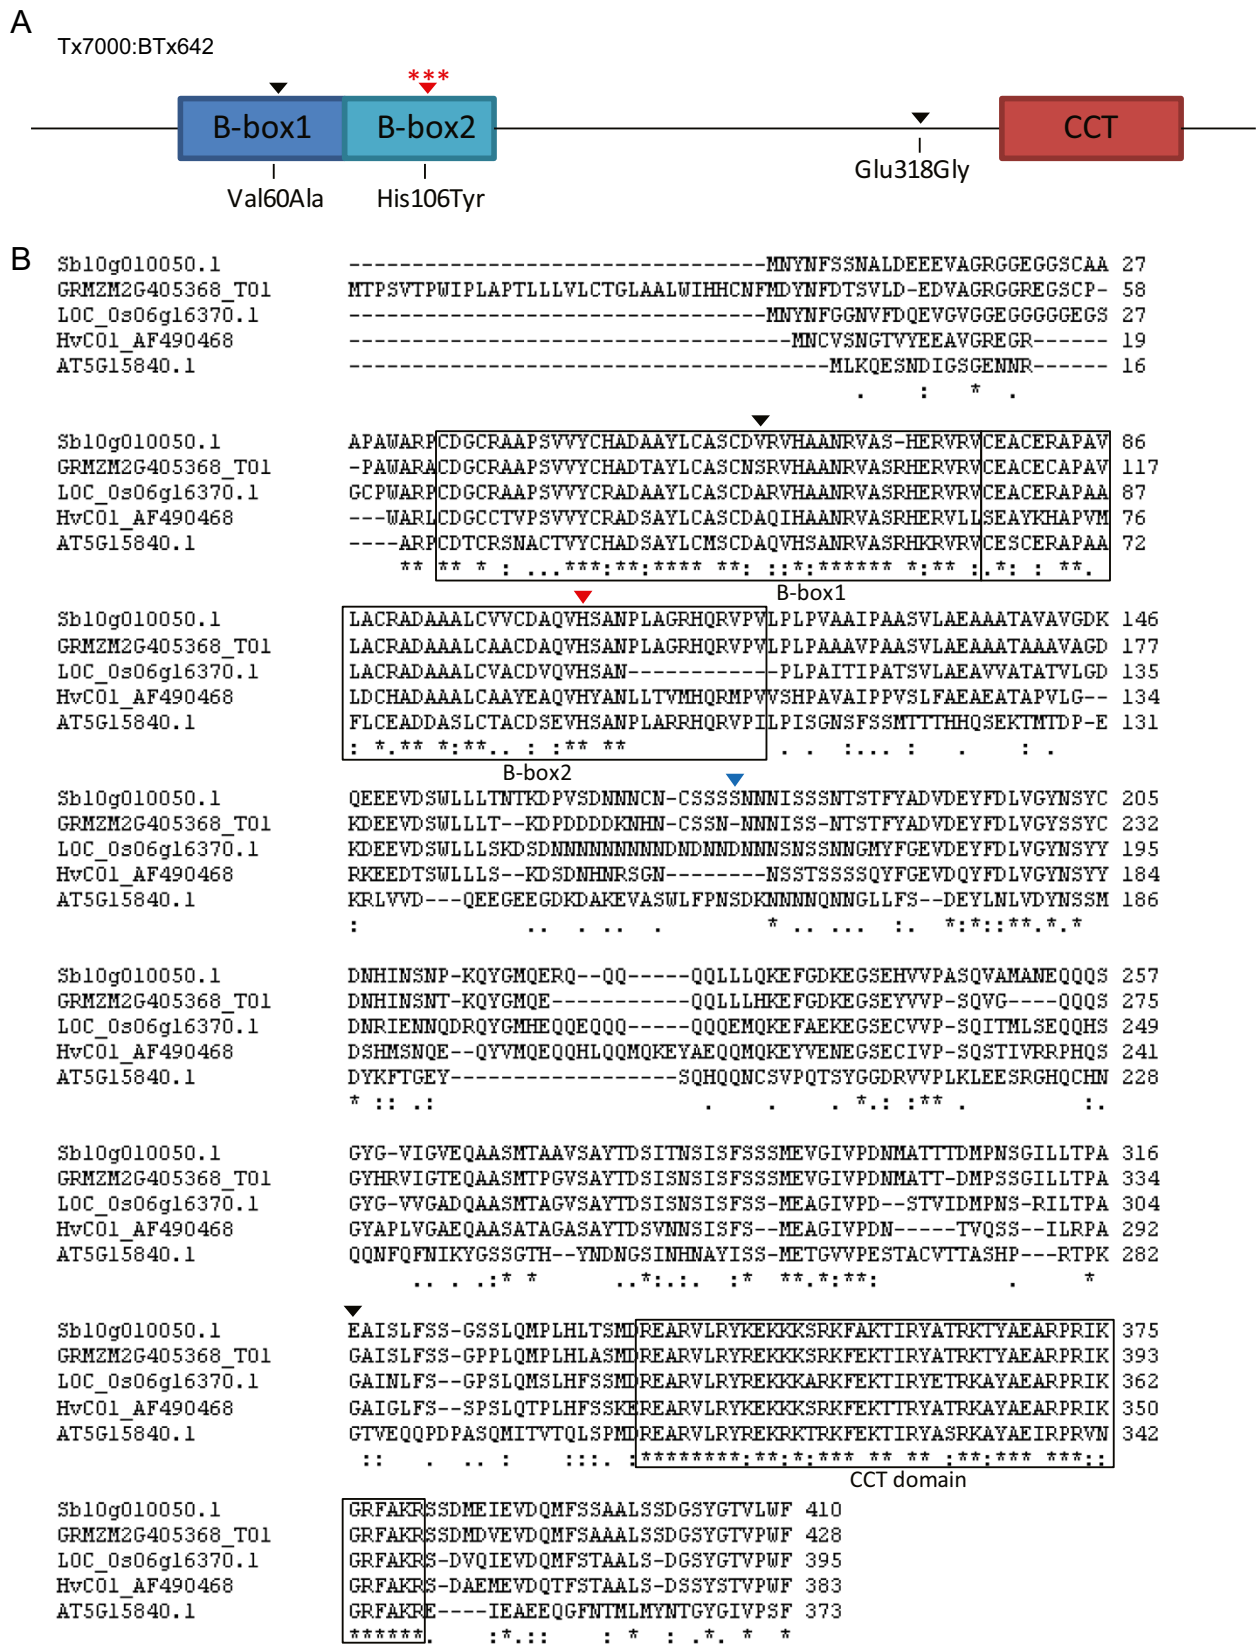 A
Tx7000:BTx642
***
B-box1 B-box2 CCT
Val60Ala His106Tyr Glu318Gly
B
Sb10g010050.1 ---------------------------------MNYNFSSNALDEEEVAGRGGEGGSCAA 27
GRMZM2G405368_T01 MTPSVTPWIPLAPTLLLVLCTGLAALWIHHCNFMDYNFDTSVLD-EDVAGRGGREGSCP- 58
LOC_Os06g16370.1 ---------------------------------MNYNFGGNVFDQEVGVGGEGGGGGEGS 27
HvCO1_AF490468 -----------------------------------MNCVSNGTVYEEAVGREGR------ 19
AT5G15840.1 --------------------------------------MLKQESNDIGSGENNR------ 16
. : * .
Sb10g010050.1 APAWARPCDGCRAAPSVVYCHADAAYLCASCDVRVHAANRVAS-HERVRVCEACERAPAV 86
GRMZM2G405368_T01 -PAWARACDGCRAAPSVVYCHADTAYLCASCNSRVHAANRVASRHERVRVCEACECAPAV 117
LOC_Os06g16370.1 GCPWARPCDGCRAAPSVVYCRADAAYLCASCDARVHAANRVASRHERVRVCEACERAPAA 87
HvCO1_AF490468 ---WARLCDGCCTVPSVVYCRADSAYLCASCDAQIHAANRVASRHERVLLSEAYKHAPVM 76
AT5G15840.1 ----ARPCDTCRSNACTVYCHADSAYLCMSCDAQVHSANRVASRHKRVRVCESCERAPAA 72
** ** * : ...***:**:**** **: ::*:****** *:** :.*: : **.
B-box1
Sb10g010050.1 LACRADAAALCVVCDAQVHSANPLAGRHQRVPVLPLPVAAIPAASVLAEAAATAVAVGDK 146
GRMZM2G405368_T01 LACRADAAALCAACDAQVHSANPLAGRHQRVPVLPLPAAAVPAASVLAEAAATAAAVAGD 177
LOC_Os06g16370.1 LACRADAAALCVACDVQVHSAN------------PLPAITIPATSVLAEAVVATATVLGD 135
HvCO1_AF490468 LDCHADAAALCAAYEAQVHYANLLTVMHQRMPVVSHPAVAIPPVSLFAEAEATAPVLG-- 134
AT5G15840.1 FLCEADDASLCTACDSEVHSANPLARRHQRVPILPISGNSFSSMTTTHHQSEKTMTDP-E 131
: *.** *:**.. : :** ** . . :... : . : .
B-box2
Sb10g010050.1 QEEEVDSWLLLTNTKDPVSDNNNCN-CSSSSNNNISSSNTSTFYADVDEYFDLVGYNSYC 205
GRMZM2G405368_T01 KDEEVDSWLLLT--KDPDDDDKNHN-CSSN-NNNISS-NTSTFYADVDEYFDLVGYSSYC 232
LOC_Os06g16370.1 KDEEVDSWLLLSKDSDNNNNNNNNNDNDNNDNNNSNSSNNGMYFGEVDEYFDLVGYNSYY 195
HvCO1_AF490468 RKEEDTSWLLLS--KDSDNHNRSGN--------NSSTSSSSQYFGEVDQYFDLVGYNSYY 184
AT5G15840.1 KRLVVD---QEEGEEGDKDAKEVASWLFPNSDKNNNNQNNGLLFS--DEYLNLVDYNSSM 186
: .. . .. . * .. ... :. *:*::**.*.*
Sb10g010050.1 DNHINSNP-KQYGMQERQ--QQ-----QQLLLQKEFGDKEGSEHVVPASQVAMANEQQQS 257
GRMZM2G405368_T01 DNHINSNT-KQYGMQE----------QQLLLHKEFGDKEGSEYVVP-SQVG----QQQS 275
LOC_Os06g16370.1 DNRIENNQDRQYGMHEQQEQQQ-----QQQEMQKEFAEKEGSECVVP-SQITMLSEQQHS 249
HvCO1_AF490468 DSHMSNQE--QYVMQEQQHLQQMQKEYAEQQMQKEYVENEGSECIVP-SQSTIVRRPHQS 241
AT5G15840.1 DYKFTGEY------------------SQHQQNCSVPQTSYGGDRVVPLKLEESRGHQCHN 228
* :: .: . . . *.: :** . :.
Sb10g010050.1 GYG-VIGVEQAASMTAAVSAYTDSITNSISFSSSMEVGIVPDNMATTTDMPNSGILLTPA 316
GRMZM2G405368_T01 GYHRVIGTEQAASMTPGVSAYTDSISNSISFSSSMEVGIVPDNMATT-DMPSSGILLTPA 334
LOC_Os06g16370.1 GYG-VVGADQAASMTAGVSAYTDSISNSISFSS-MEAGIVPD--STVIDMPNS-RILTPA 304
HvCO1_AF490468 GYAPLVGAEQAASATAGASAYTDSVNNSISFS--MEAGIVPDN-----TVQSS--ILRPA 292
AT5G15840.1 QQNFQFNIKYGSSGTH--YNDNGSINHNAYISS-METGVVPESTACVTTASHP---RTPK 282
.. . .:* * ..*:.:. :* **.*:**: . *
Sb10g010050.1 EAISLFSS-GSSLQMPLHLTSMDREARVLRYKEKKKSRKFAKTIRYATRKTYAEARPRIK 375
GRMZM2G405368_T01 GAISLFSS-GPPLQMPLHLASMDREARVLRYREKKKSRKFEKTIRYATRKTYAEARPRIK 393
LOC_Os06g16370.1 GAINLFS--GPSLQMSLHFSSMDREARVLRYREKKKARKFEKTIRYETRKAYAEARPRIK 362
HvCO1_AF490468 GAIGLFS--SPSLQTPLHFSSKEREARVLRYKEKKKSRKFEKTTRYATRKAYAEARPRIK 350
AT5G15840.1 GTVEQQPDPASQMITVTQLSPMDREARVLRYREKRKTRKFEKTIRYASRKAYAEIRPRVN 342
:: . .. : :::. :********:**:*:*** ** ** :**:*** ***::
CCT domain
Sb10g010050.1 GRFAKRSSDMEIEVDQMFSSAALSSDGSYGTVLWF 410
GRMZM2G405368_T01 GRFAKRSSDMDVEVDQMFSAAALSSDGSYGTVPWF 428
LOC_Os06g16370.1 GRFAKRS-DVQIEVDQMFSTAALS-DGSYGTVPWF 395
HvCO1_AF490468 GRFAKRS-DAEMEVDQTFSTAALS-DSSYSTVPWF 383
AT5G15840.1 GRFAKRE----IEAEEQGFNTMLMYNTGYGIVPSF 373
******. :*.:: : * : .*. * *